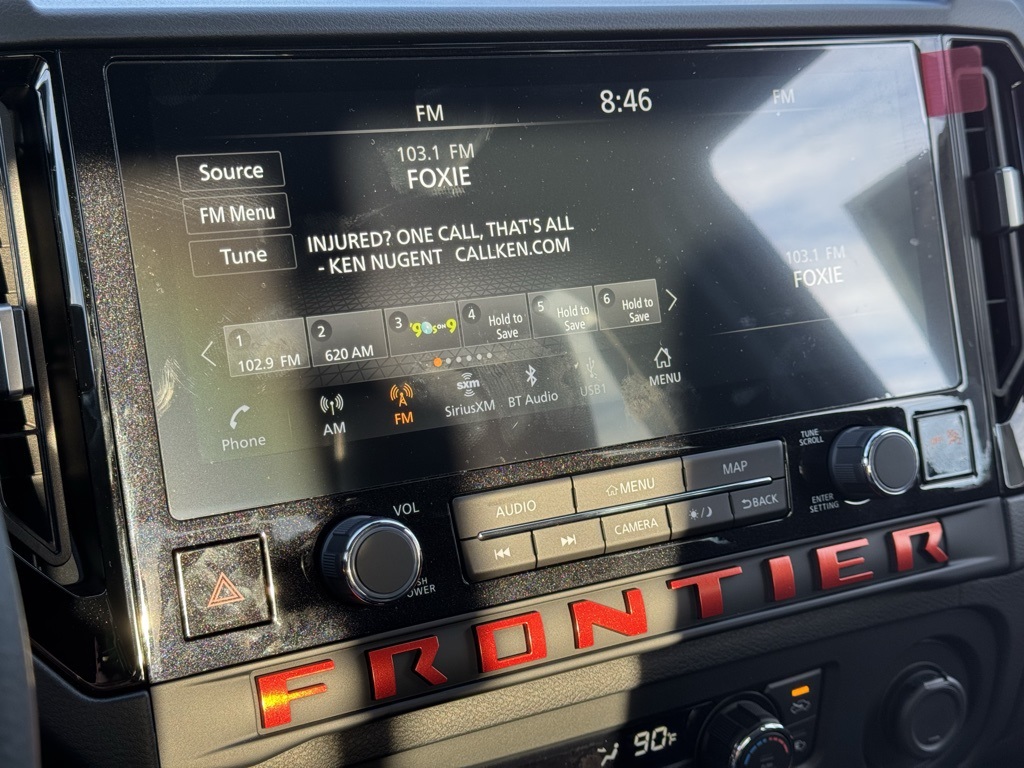 FM
8:46
FM
Source
FM Menu
Tune
103.1 FM
FOXIE
INJURED? ONE CALL, THAT'S ALL
- KEN NUGENT CALLKEN.COM
103.1 FM
FOXIE
1
102.9 FM
2
620 AM
3
4
Hold to
Save
5
Hold to
Save
6
Hold to
Save
Phone
AM
FM
sxm
SiriusXM
BT Audio
USB1
MENU
VOL
AUDIO
MENU
MAP
CAMERA
BACK
TUNE
SCROLL
ENTER
SETTING
FRONTIER
90°F